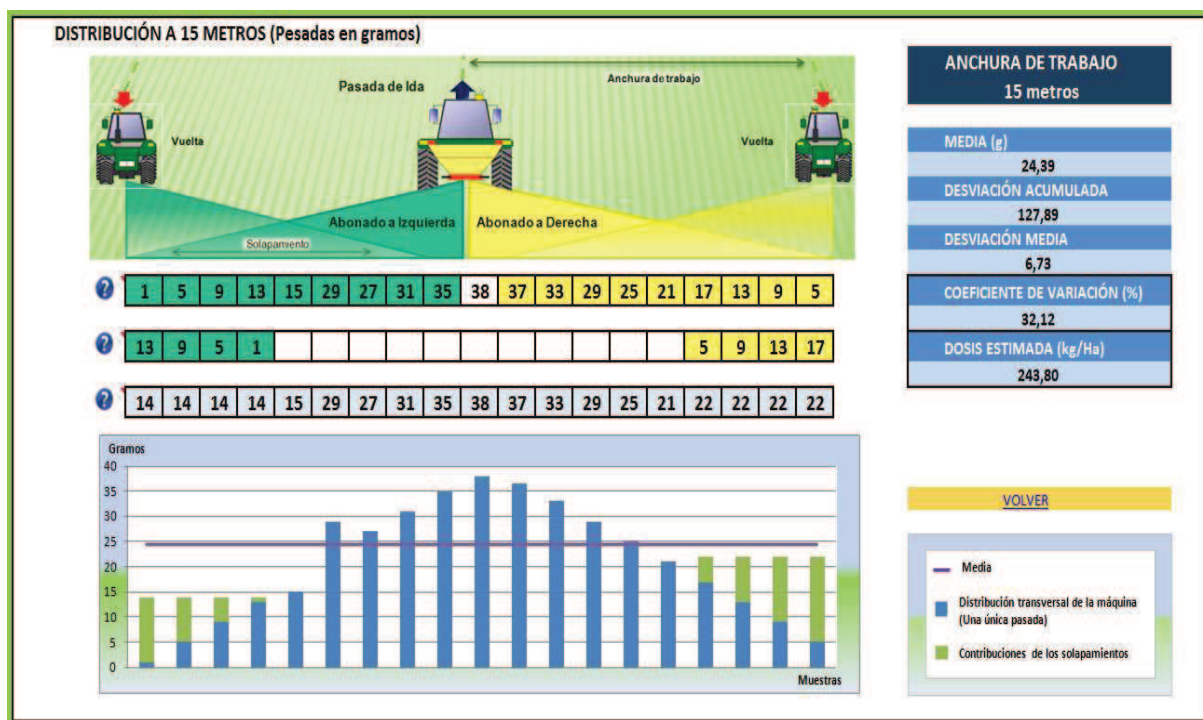 DISTRIBUCIÓN A 15 METROS (Pesadas en gramos)
Pasada de Ida
Anchura de trabajo
Vuelta
Vuelta
Abonado a Izquierda
Abonado a Derecha
Solapamiento
? 1 5 9 13 15 29 27 31 35 38 37 33 29 25 21 17 13 9 5
? 13 9 5 1 5 9 13 17
? 14 14 14 14 15 29 27 31 35 38 37 33 29 25 21 22 22 22 22
Gramos
40
35
30
25
20
15
10
5
0
Muestras
ANCHURA DE TRABAJO
15 metros
MEDIA (g)
24,39
DESVIACIÓN ACUMULADA
127,89
DESVIACIÓN MEDIA
6,73
COEFICIENTE DE VARIACIÓN (%)
32,12
DOSIS ESTIMADA (kg/Ha)
243,80
VOLVER
Media
Distribución transversal de la máquina
(Una única pasada)
Contribuciones de los solapamientos